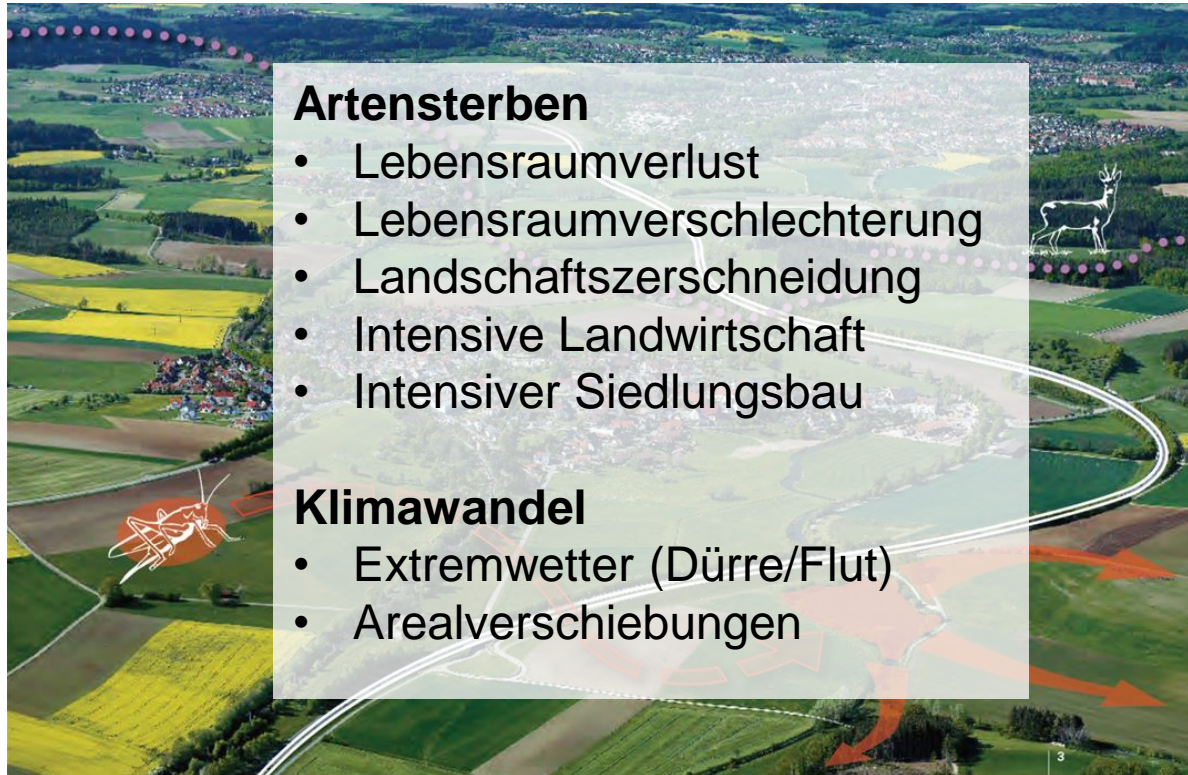 Artensterben
• Lebensraumverlust
• Lebensraumverschlechterung
• Landschaftszerschneidung
• Intensive Landwirtschaft
• Intensiver Siedlungsbau
Klimawandel
• Extremwetter (Dürre/Flut)
• Arealverschiebungen
3